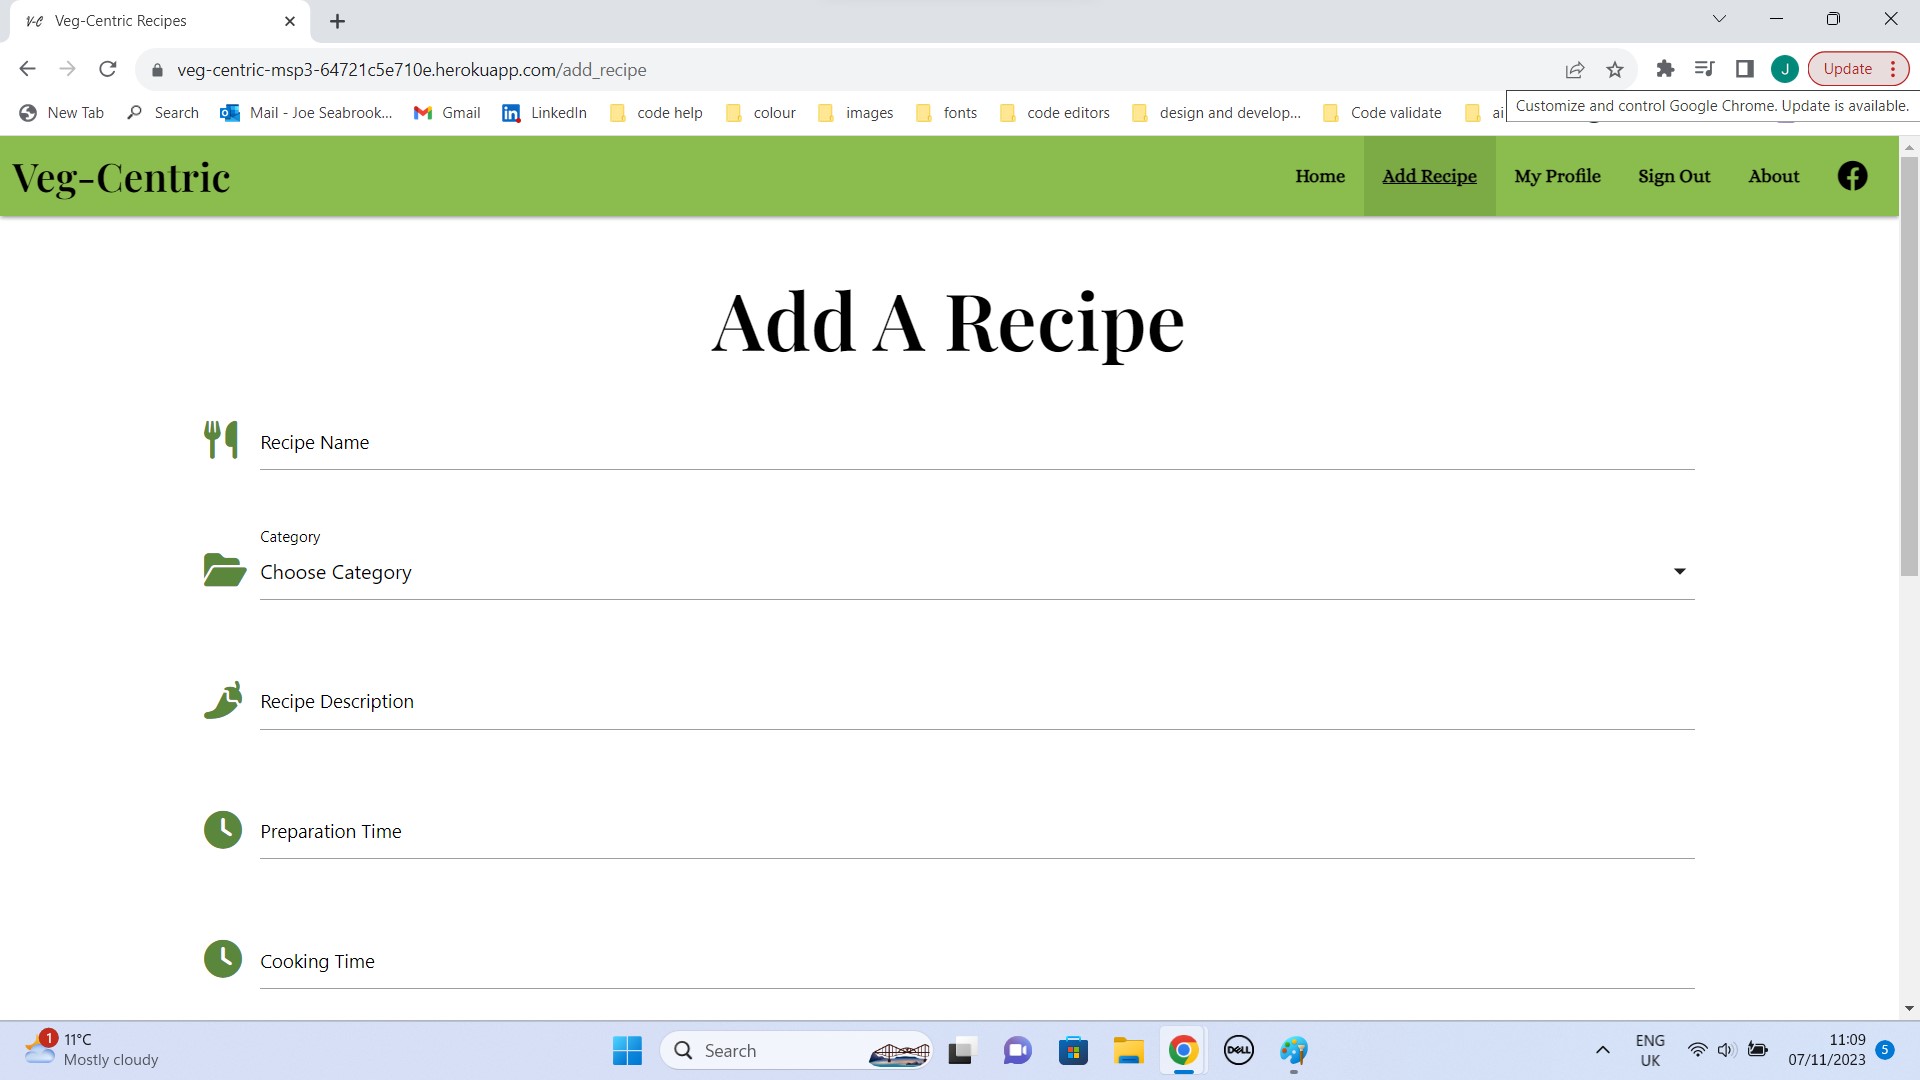 V-C Veg-Centric Recipes
veg-centric-msp3-64721c5e710e.herokuapp.com/add_recipe
J
Update
New Tab
Search
Mail - Joe Seabrook...
Gmail
LinkedIn
code help
colour
images
fonts
code editors
design and develop...
Code validate
ai
Customize and control Google Chrome. Update is available.
Veg-Centric
Home
Add Recipe
My Profile
Sign Out
About
Add A Recipe
Recipe Name
Category
Choose Category
Recipe Description
Preparation Time
Cooking Time
1
11°C
Mostly cloudy
Search
DELL
ENG
UK
11:09
07/11/2023
5